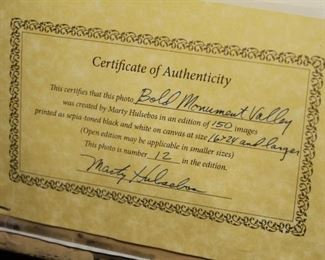 Certificate of Authenticity
This certifies that this photo Bold Monument Valley
was created by Marty Hulsebos in an edition of 150 images
printed as sepia-toned black and white on canvas at size 16x24 and larger.
(Open edition may be applicable in smaller sizes)
This photo is number 12 in the edition.
Marty Hulsebos